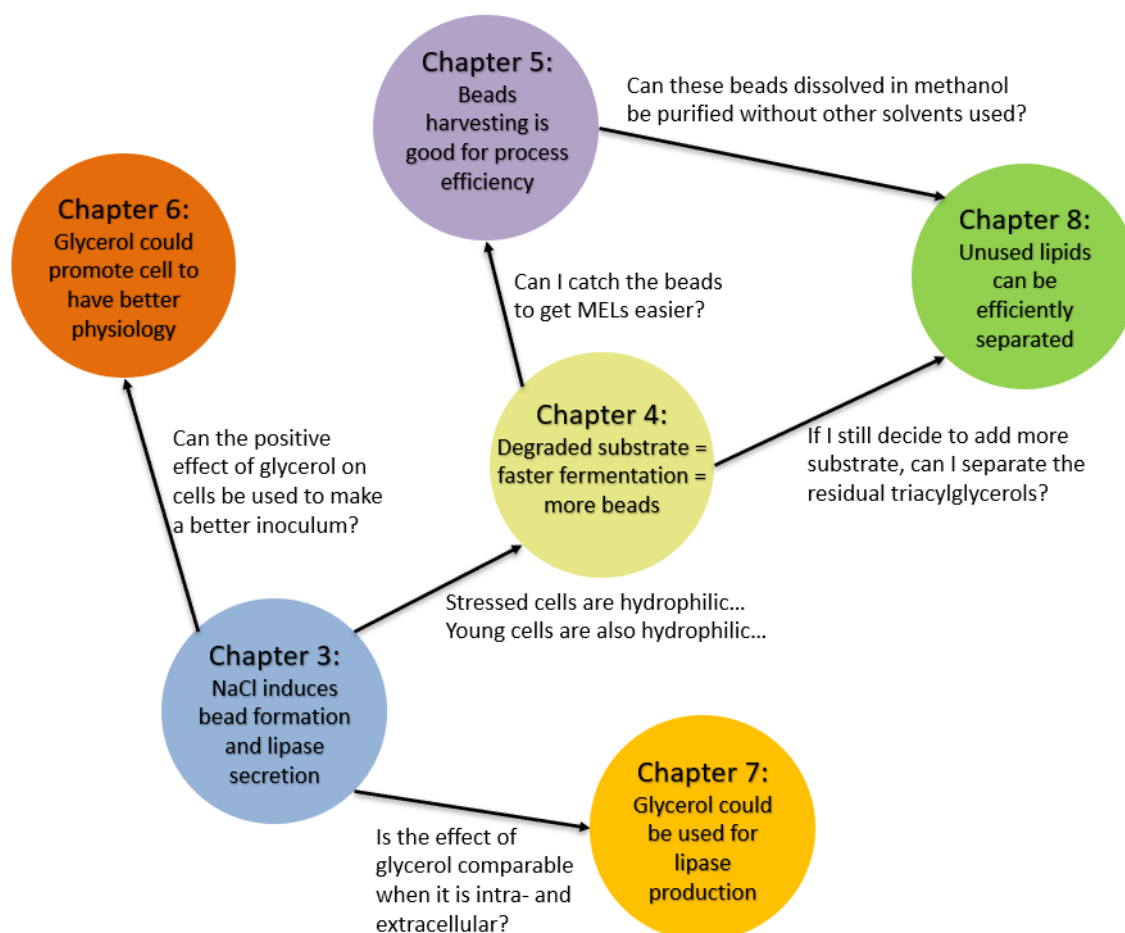 Chapter 5:
Beads
harvesting is
good for process
efficiency
Can these beads dissolved in methanol
be purified without other solvents used?
Chapter 6:
Glycerol could
promote cell to
have better
physiology
Chapter 8:
Unused lipids
can be
efficiently
separated
Can I catch the beads
to get MELs easier?
Chapter 4:
Degraded substrate =
faster fermentation =
more beads
Can the positive
effect of glycerol on
cells be used to make
a better inoculum?
If I still decide to add more
substrate, can I separate the
residual triacylglycerols?
Stressed cells are hydrophilic...
Young cells are also hydrophilic...
Chapter 3:
NaCl induces
bead formation
and lipase
secretion
Chapter 7:
Glycerol could
be used for
lipase
production
Is the effect of
glycerol comparable
when it is intra- and
extracellular?